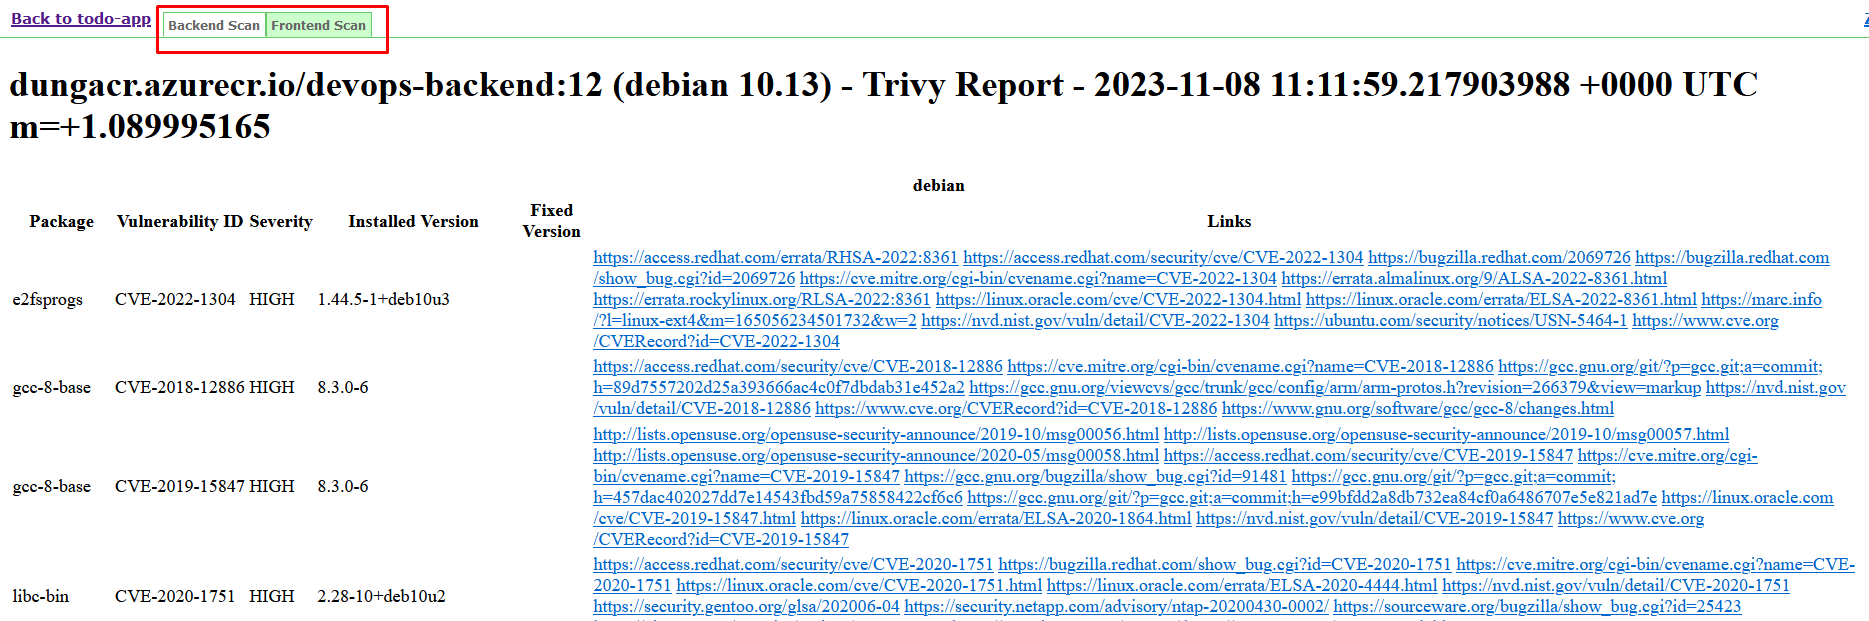 Back to todo-app Backend Scan Frontend Scan
dungacr.azurecr.io/devops-backend:12 (debian 10.13) - Trivy Report - 2023-11-08 11:11:59.217903988 +0000 UTC
m=+1.089995165
debian
Package Vulnerability ID Severity Installed Version Fixed Version Links
https://access.redhat.com/errata/RHSA-2022:8361 https://access.redhat.com/security/cve/CVE-2022-1304 https://bugzilla.redhat.com/2069726 https://bugzilla.redhat.com
/show_bug.cgi?id=2069726 https://cve.mitre.org/cgi-bin/cvename.cgi?name=CVE-2022-1304 https://errata.almalinux.org/9/ALSA-2022-8361.html
e2fsprogs CVE-2022-1304 HIGH 1.44.5-1+deb10u3 https://errata.rockylinux.org/RLSA-2022:8361 https://linux.oracle.com/cve/CVE-2022-1304.html https://linux.oracle.com/errata/ELSA-2022-8361.html https://marc.info
/?l=linux-ext4&m=165056234501732&w=2 https://nvd.nist.gov/vuln/detail/CVE-2022-1304 https://ubuntu.com/security/notices/USN-5464-1 https://www.cve.org
/CVERecord?id=CVE-2022-1304
https://access.redhat.com/security/cve/CVE-2018-12886 https://cve.mitre.org/cgi-bin/cvename.cgi?name=CVE-2018-12886 https://gcc.gnu.org/git/?p=gcc.git;a=commit;
gcc-8-base CVE-2018-12886 HIGH 8.3.0-6 h=89d7557202d25a393666ac4c0f7dbdab31e452a2 https://gcc.gnu.org/viewcvs/gcc/trunk/gcc/config/arm/arm-protos.h?revision=266379&view=markup https://nvd.nist.gov
/vuln/detail/CVE-2018-12886 https://www.cve.org/CVERecord?id=CVE-2018-12886 https://www.gnu.org/software/gcc/gcc-8/changes.html
http://lists.opensuse.org/opensuse-security-announce/2019-10/msg00056.html http://lists.opensuse.org/opensuse-security-announce/2019-10/msg00057.html
http://lists.opensuse.org/opensuse-security-announce/2020-05/msg00058.html https://access.redhat.com/security/cve/CVE-2019-15847 https://cve.mitre.org/cgi-
bin/cvename.cgi?name=CVE-2019-15847 https://gcc.gnu.org/bugzilla/show_bug.cgi?id=91481 https://gcc.gnu.org/git/?p=gcc.git;a=commit;
gcc-8-base CVE-2019-15847 HIGH 8.3.0-6 h=457dac402027dd7e14543fbd59a75858422cf6c6 https://gcc.gnu.org/git/?p=gcc.git;a=commit;h=e99bfdd2a8db732ea84cf0a6486707e5e821ad7e https://linux.oracle.com
/cve/CVE-2019-15847.html https://linux.oracle.com/errata/ELSA-2020-1864.html https://nvd.nist.gov/vuln/detail/CVE-2019-15847 https://www.cve.org
/CVERecord?id=CVE-2019-15847
https://access.redhat.com/security/cve/CVE-2020-1751 https://bugzilla.redhat.com/show_bug.cgi?id=CVE-2020-1751 https://cve.mitre.org/cgi-bin/cvename.cgi?name=CVE-
2020-1751 https://linux.oracle.com/cve/CVE-2020-1751.html https://linux.oracle.com/errata/ELSA-2020-4444.html https://nvd.nist.gov/vuln/detail/CVE-2020-1751
libc-bin CVE-2020-1751 HIGH 2.28-10+deb10u2 https://security.gentoo.org/glsa/202006-04 https://security.netapp.com/advisory/ntap-20200430-0002/ https://sourceware.org/bugzilla/show_bug.cgi?id=25423